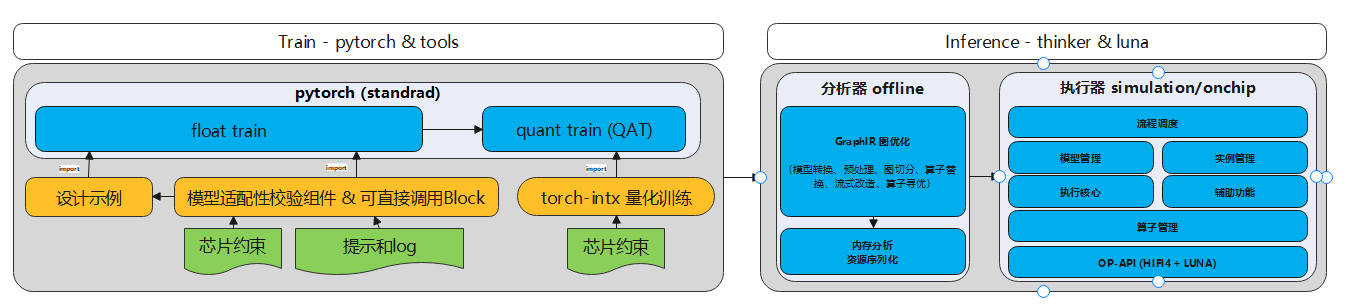 Train - pytorch & tools
pytorch (standrad)
float train
quant train (QAT)
import
import
import
设计示例
模型适配性校验组件 & 可直接调用Block
torch-intx 量化训练
芯片约束
提示和log
芯片约束
Inference - thinker & luna
分析器 offline
GraphIR 图优化
(模型转换、预处理、图切分、算子替
换、流式改造、算子寻优)
内存分析
资源序列化
执行器 simulation/onchip
流程调度
模型管理
实例管理
执行核心
辅助功能
算子管理
OP-API (HIFI4 + LUNA)